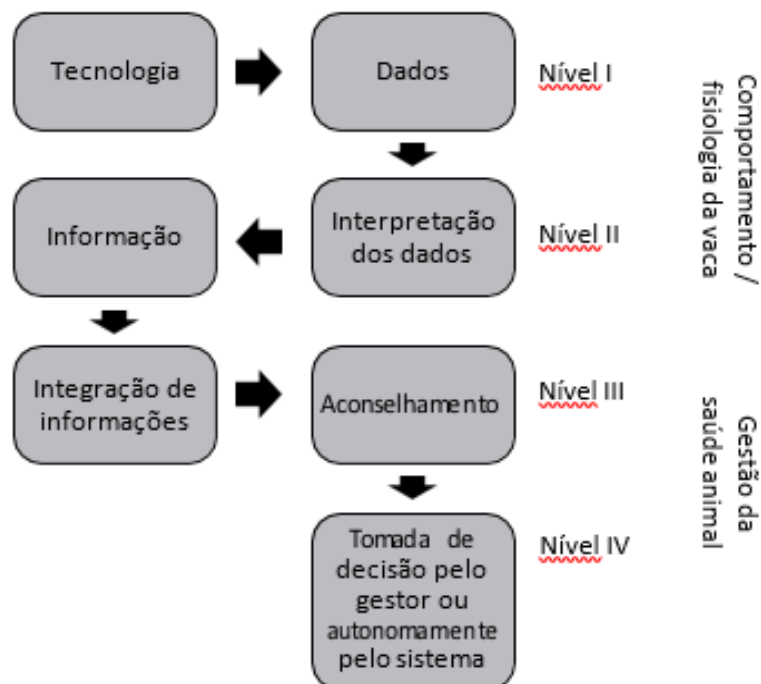 Tecnologia
Dados
Nível I
Informação
Interpretação
dos dados
Nível II
Comportamento /
fisiologia da vaca
Integração de
informações
Aconselhamento
Nível III
Tomada de
decisão pelo
gestor ou
autonomamente
pelo sistema
Nível IV
Gestão da
saúde animal